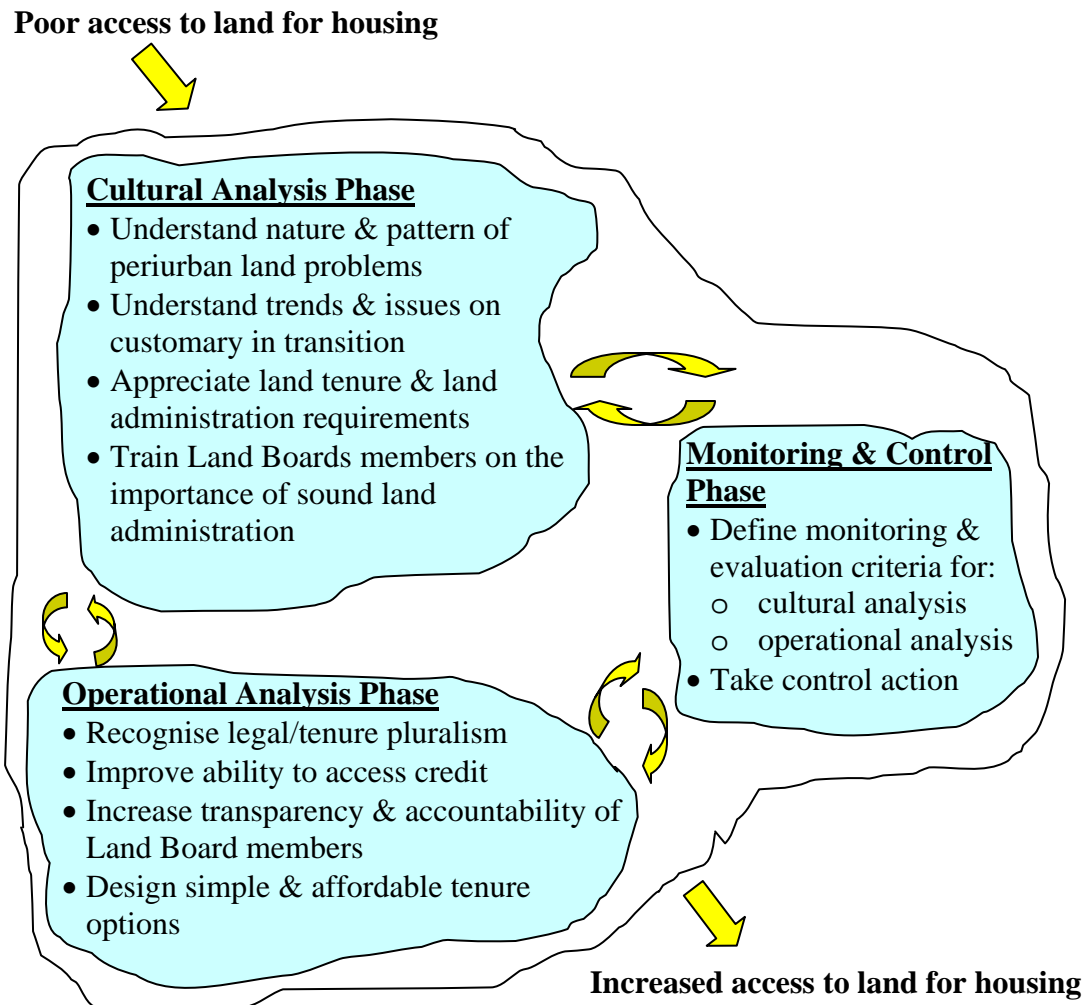 Poor access to land for housing
Cultural Analysis Phase
• Understand nature & pattern of
periurban land problems
• Understand trends & issues on
customary in transition
• Appreciate land tenure & land
administration requirements
• Train Land Boards members on the
importance of sound land
administration
Monitoring & Control
Phase
• Define monitoring &
evaluation criteria for:
o cultural analysis
o operational analysis
• Take control action
Operational Analysis Phase
• Recognise legal/tenure pluralism
• Improve ability to access credit
• Increase transparency & accountability of
Land Board members
• Design simple & affordable tenure
options
Increased access to land for housing